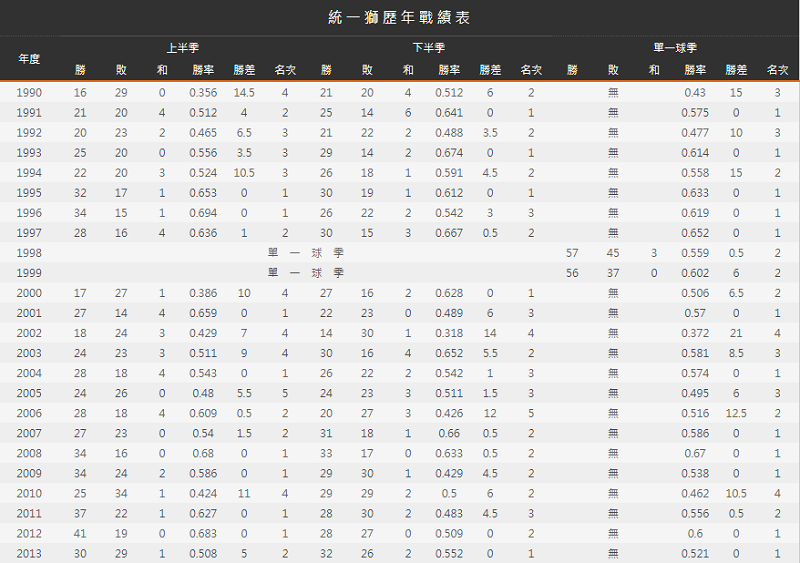 統一獅歷年戰績表
年度 上半季 下半季 單一球季
勝 敗 和 勝率 勝差 名次 勝 敗 和 勝率 勝差 名次 勝 敗 和 勝率 勝差 名次
1990 16 29 0 0.356 14.5 4 21 20 4 0.512 6 2 無 0.43 15 3
1991 21 20 4 0.512 4 2 25 14 6 0.641 0 1 無 0.575 0 1
1992 20 23 2 0.465 6.5 3 21 22 2 0.488 3.5 2 無 0.477 10 3
1993 25 20 0 0.556 3.5 3 29 14 2 0.674 0 1 無 0.614 0 1
1994 22 20 3 0.524 10.5 3 26 18 1 0.591 4.5 2 無 0.558 15 2
1995 32 17 1 0.653 0 1 30 19 1 0.612 0 1 無 0.633 0 1
1996 34 15 1 0.694 0 1 26 22 2 0.542 3 3 無 0.619 0 1
1997 28 16 4 0.636 1 2 30 15 3 0.667 0.5 2 無 0.652 0 1
1998 單一球季 57 45 3 0.559 0.5 2
1999 單一球季 56 37 0 0.602 6 2
2000 17 27 1 0.386 10 4 27 16 2 0.628 0 1 無 0.506 6.5 2
2001 27 14 4 0.659 0 1 22 23 0 0.489 6 3 無 0.57 0 1
2002 18 24 3 0.429 7 4 14 30 1 0.318 14 4 無 0.372 21 4
2003 24 23 3 0.511 9 4 30 16 4 0.652 5.5 2 無 0.581 8.5 3
2004 28 18 4 0.543 0 1 26 22 2 0.542 1 3 無 0.574 0 1
2005 24 26 0 0.48 5.5 5 24 23 3 0.511 1.5 3 無 0.495 6 3
2006 28 18 4 0.609 0.5 2 20 27 3 0.426 12 5 無 0.516 12.5 2
2007 27 23 0 0.54 1.5 2 31 18 1 0.66 0.5 2 無 0.586 0 1
2008 34 16 0 0.68 0 1 33 17 0 0.633 0.5 2 無 0.67 0 1
2009 34 24 2 0.586 0 1 29 30 1 0.429 4.5 2 無 0.538 0 1
2010 25 34 1 0.424 11 4 29 29 2 0.5 6 2 無 0.462 10.5 4
2011 37 22 1 0.627 0 1 28 30 2 0.483 4.5 3 無 0.556 0.5 2
2012 41 19 0 0.683 0 1 28 27 0 0.509 0 2 無 0.6 0 1
2013 30 29 1 0.508 5 2 32 26 2 0.552 0 1 無 0.521 0 1